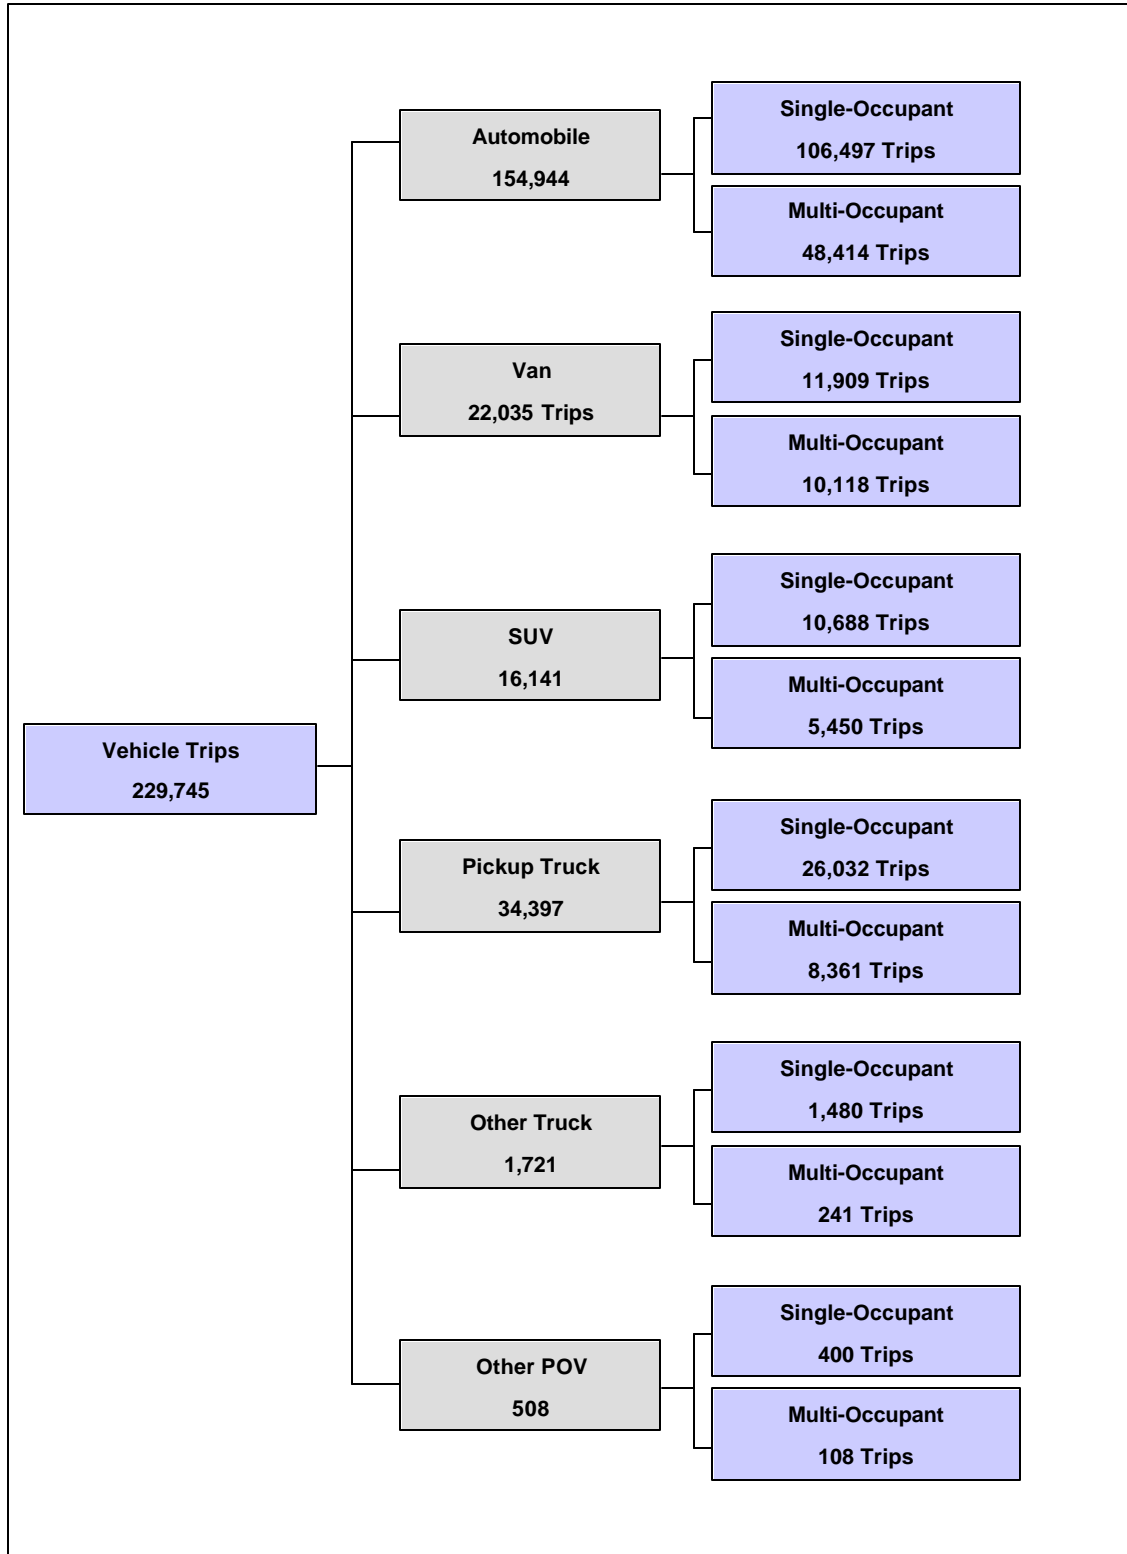 Vehicle Trips
229,745
Automobile
154,944
Single-Occupant
106,497 Trips
Multi-Occupant
48,414 Trips
Van
22,035 Trips
Single-Occupant
11,909 Trips
Multi-Occupant
10,118 Trips
SUV
16,141
Single-Occupant
10,688 Trips
Multi-Occupant
5,450 Trips
Pickup Truck
34,397
Single-Occupant
26,032 Trips
Multi-Occupant
8,361 Trips
Other Truck
1,721
Single-Occupant
1,480 Trips
Multi-Occupant
241 Trips
Other POV
508
Single-Occupant
400 Trips
Multi-Occupant
108 Trips